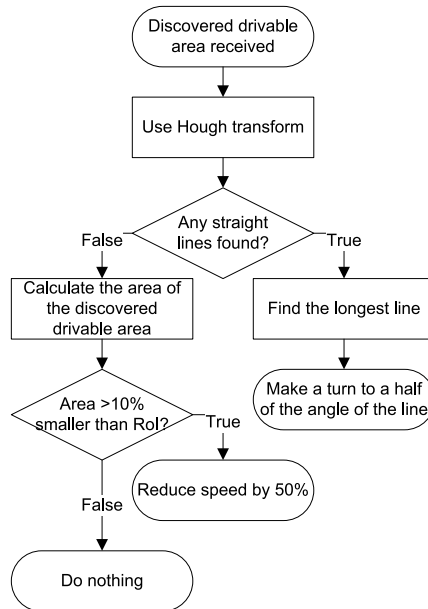 Discovered drivable
area received
Use Hough transform
Any straight
lines found?
False
True
Calculate the area of
the discovered
drivable area
Find the longest line
Area >10%
smaller than RoI?
True
Make a turn to a half
of the angle of the line
Reduce speed by 50%
False
Do nothing